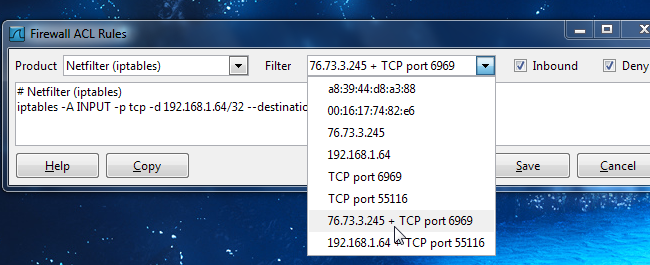 Firewall ACL Rules
Product Netfilter (iptables) Filter 76.73.3.245 + TCP port 6969 Inbound Deny
# Netfilter (iptables)
iptables -A INPUT -p tcp -d 192.168.1.64/32 --destinatio
a8:39:44:d8:a3:88
00:16:17:74:82:e6
76.73.3.245
192.168.1.64
TCP port 6969
TCP port 55116
76.73.3.245 + TCP port 6969
192.168.1.64 + TCP port 55116
Help Copy Save Cancel